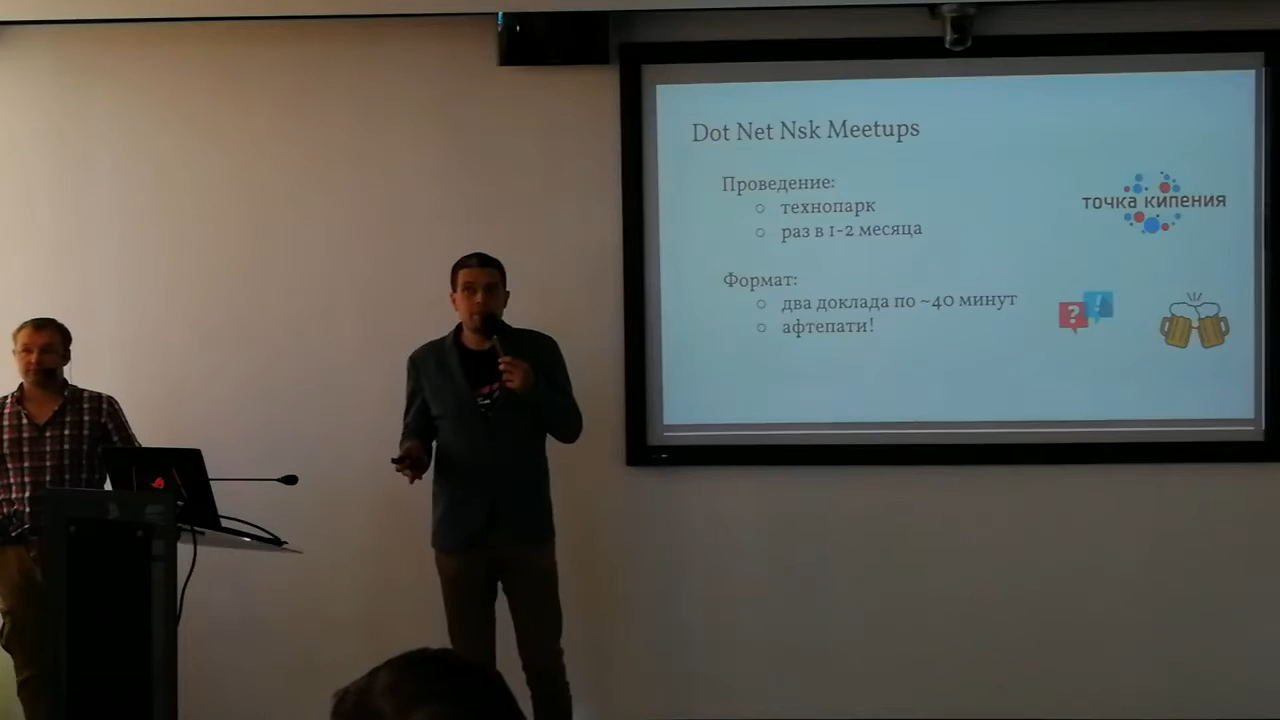 Dot Net Nsk Meetups
Проведение:
технопарк
раз в 1-2 месяца
точка кипения
Формат:
два доклада по ~40 минут
афтепати!
? !